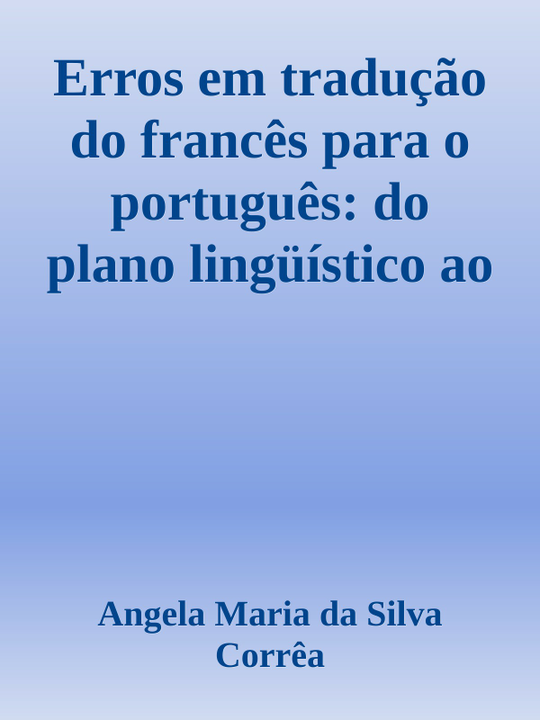 Erros em tradução
do francês para o
português: do
plano lingüístico ao
Angela Maria da Silva
Corrêa